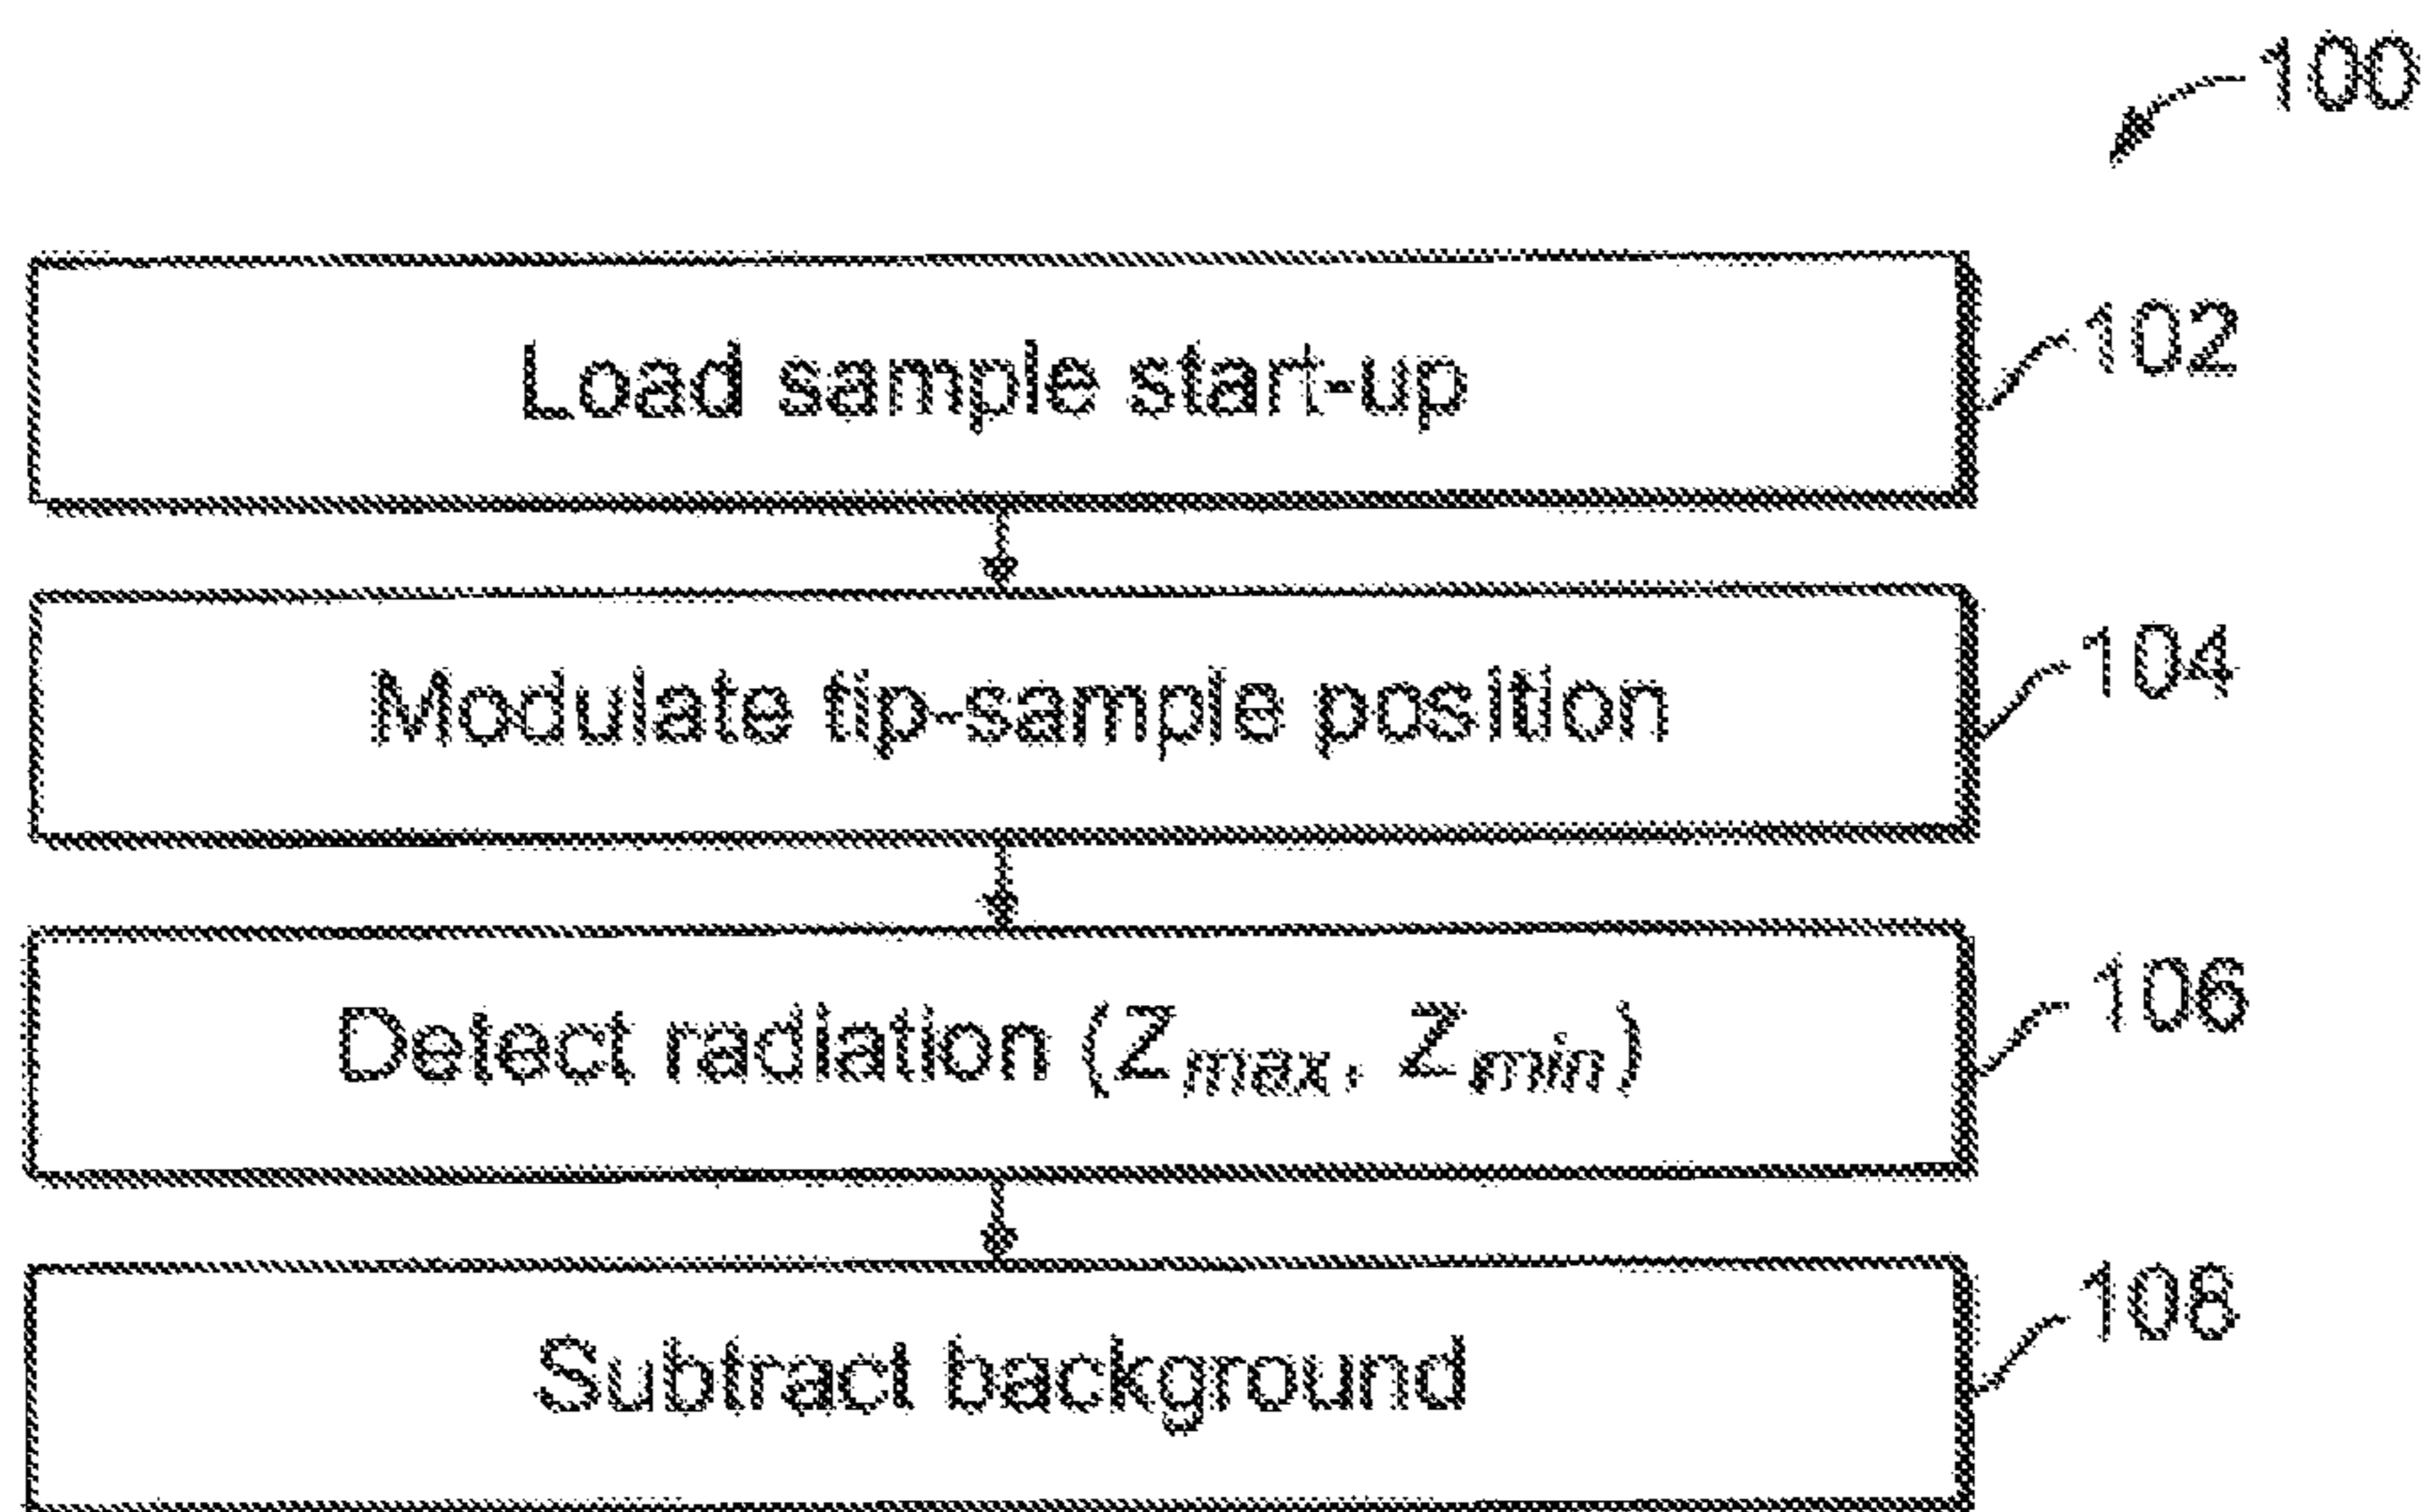 100
Load sample start-up
102
Modulate tip-sample position
104
Detect radiation (Zmax, Zmin)
106
Subtract background
108